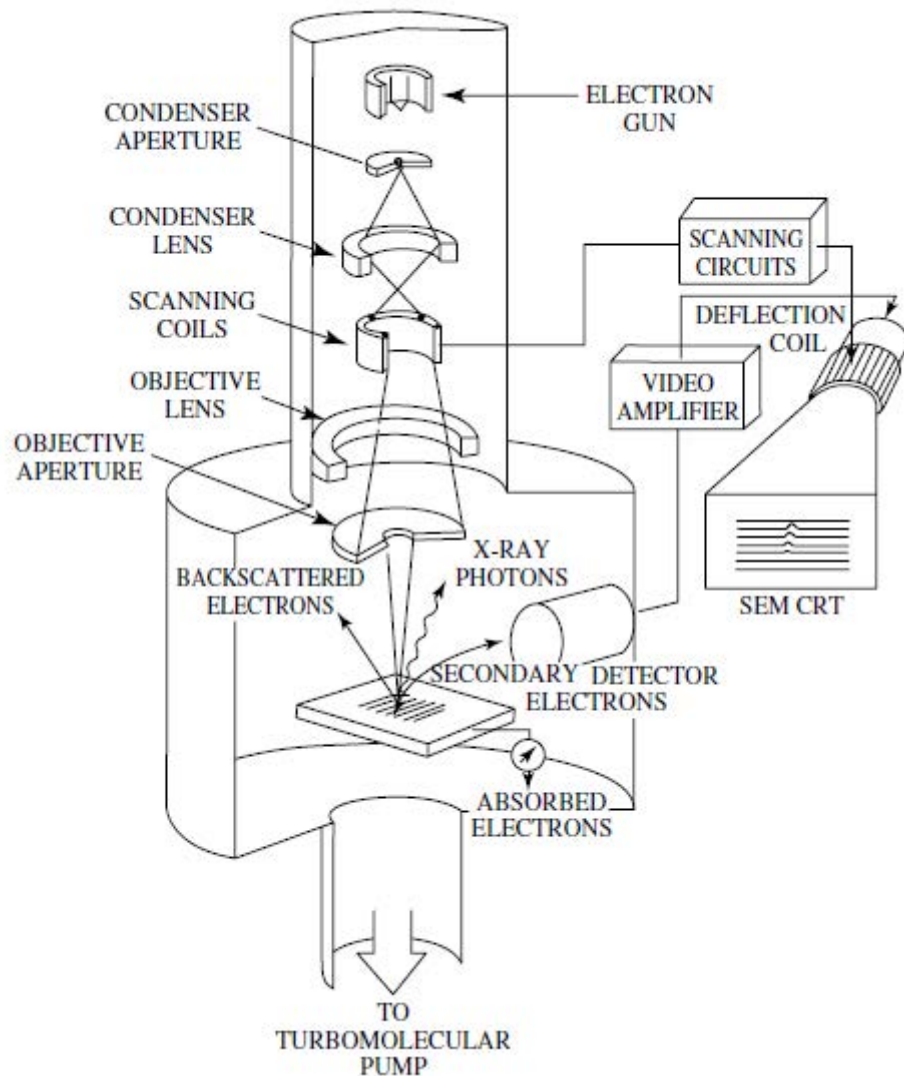 ELECTRON
GUN
CONDENSER
APERTURE
CONDENSER
LENS
SCANNING
CIRCUITS
SCANNING
COILS
DEFLECTION
COIL
VIDEO
AMPLIFIER
OBJECTIVE
LENS
OBJECTIVE
APERTURE
X-RAY
PHOTONS
BACKSCATTERED
ELECTRONS
SEM CRT
SECONDARY
ELECTRONS
DETECTOR
ABSORBED
ELECTRONS
TO
TURBOMOLECULAR
PUMP